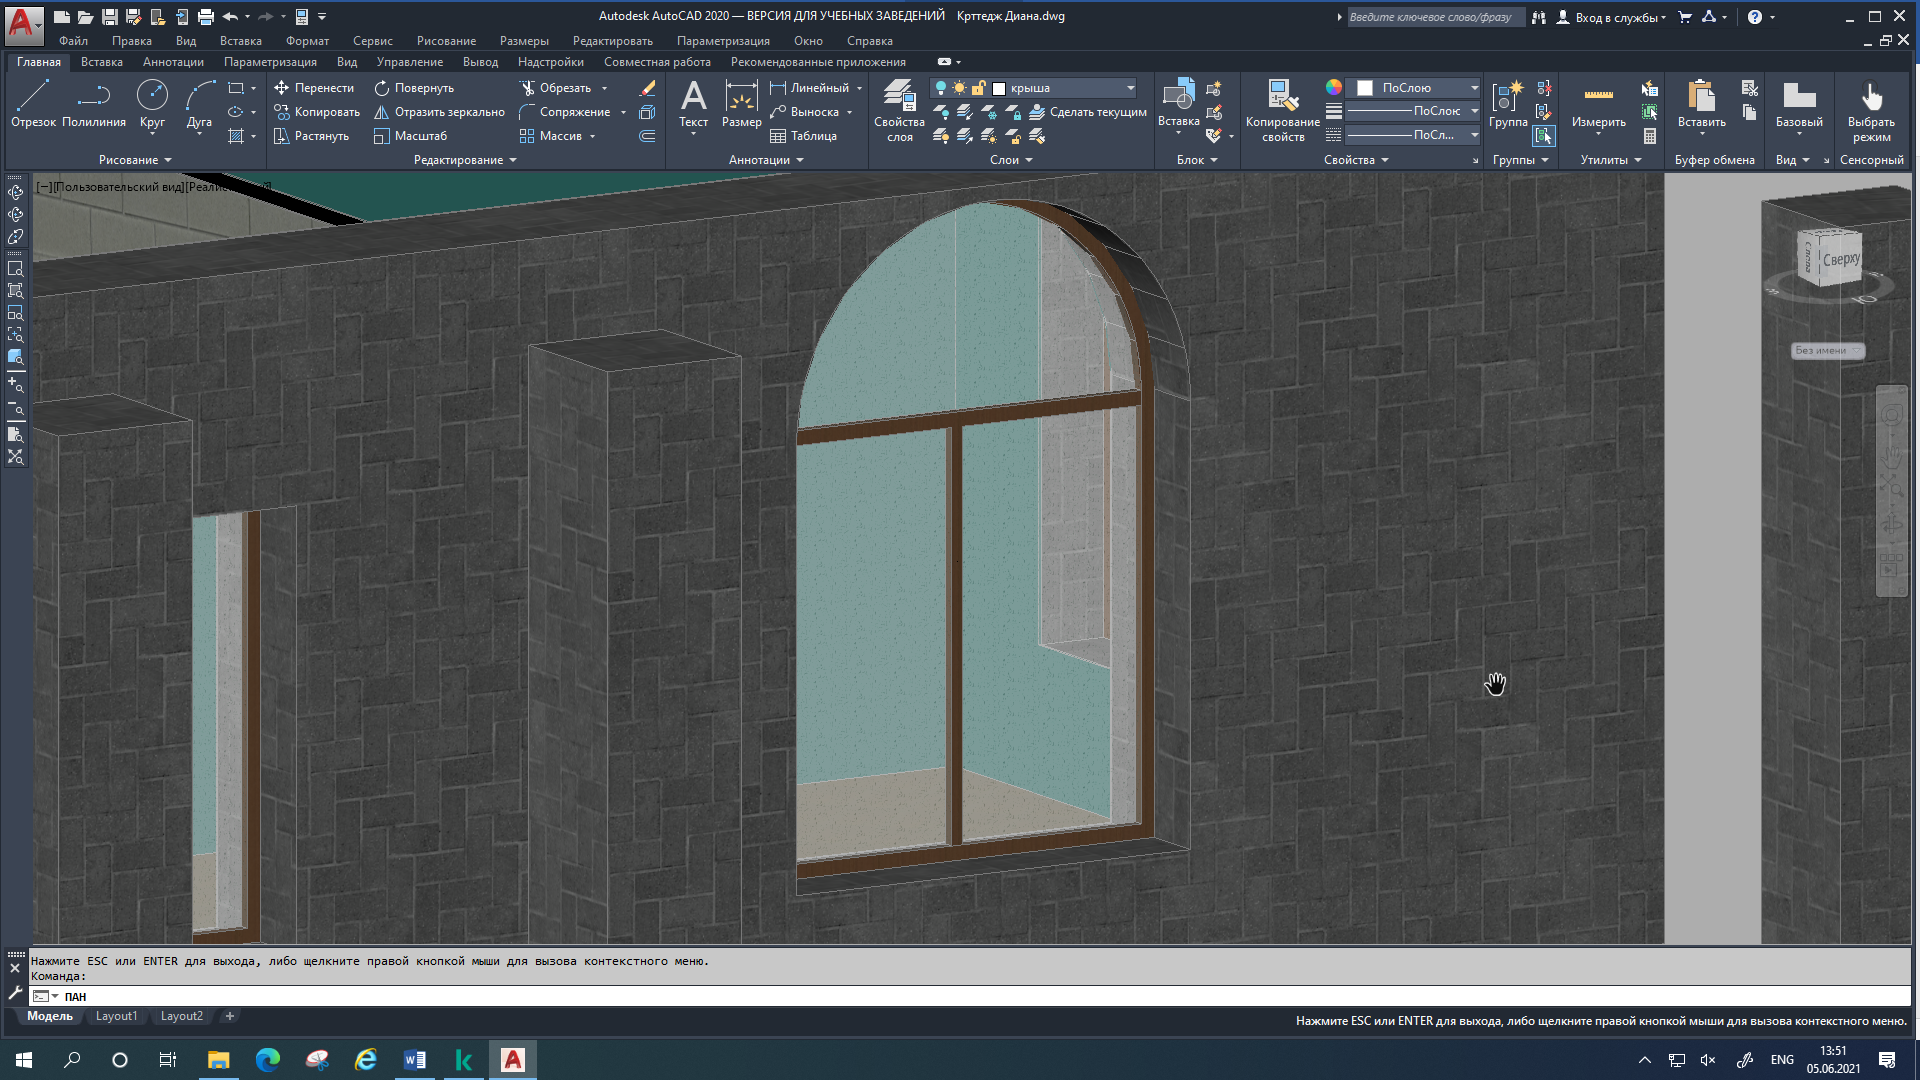 Autodesk AutoCAD 2020 — ВЕРСИЯ ДЛЯ УЧЕБНЫХ ЗАВЕДЕНИЙ Крттедж Диана.dwg
Введите ключевое слово/фразу
Вход в службы
Файл Правка Вид Вставка Формат Сервис Рисование Размеры Редактировать Параметризация Окно Справка
Главная Вставка Аннотации Параметризация Вид Управление Вывод Надстройки Совместная работа Рекомендованные приложения
Отрезок Полилиния Круг Дуга
Перенести Повернуть Обрезать
Копировать Отразить зеркально Сопряжение
Растянуть Масштаб Массив
Текст Размер
Линейный
Выноска
Таблица
Свойства слоя
крыша
Сделать текущим
Вставка
Копирование свойств
ПоСлою
ПоСлою
ПоСл...
Группа
Измерить
Вставить
Базовый
Выбрать режим
Рисование Редактирование Аннотации Слои Блок Свойства Группы Утилиты Буфер обмена Вид Сенсорный
[−][Пользовательский вид]
Слева
Сверху
Ю
Без имени
Нажмите ESC или ENTER для выхода, либо щелкните правой кнопкой мыши для вызова контекстного меню.
Команда:
ПАН
Модель Layout1 Layout2 +
Нажмите ESC или ENTER для выхода, либо щелкните правой кнопкой мыши для вызова контекстного меню.
ENG
13:51
05.06.2021